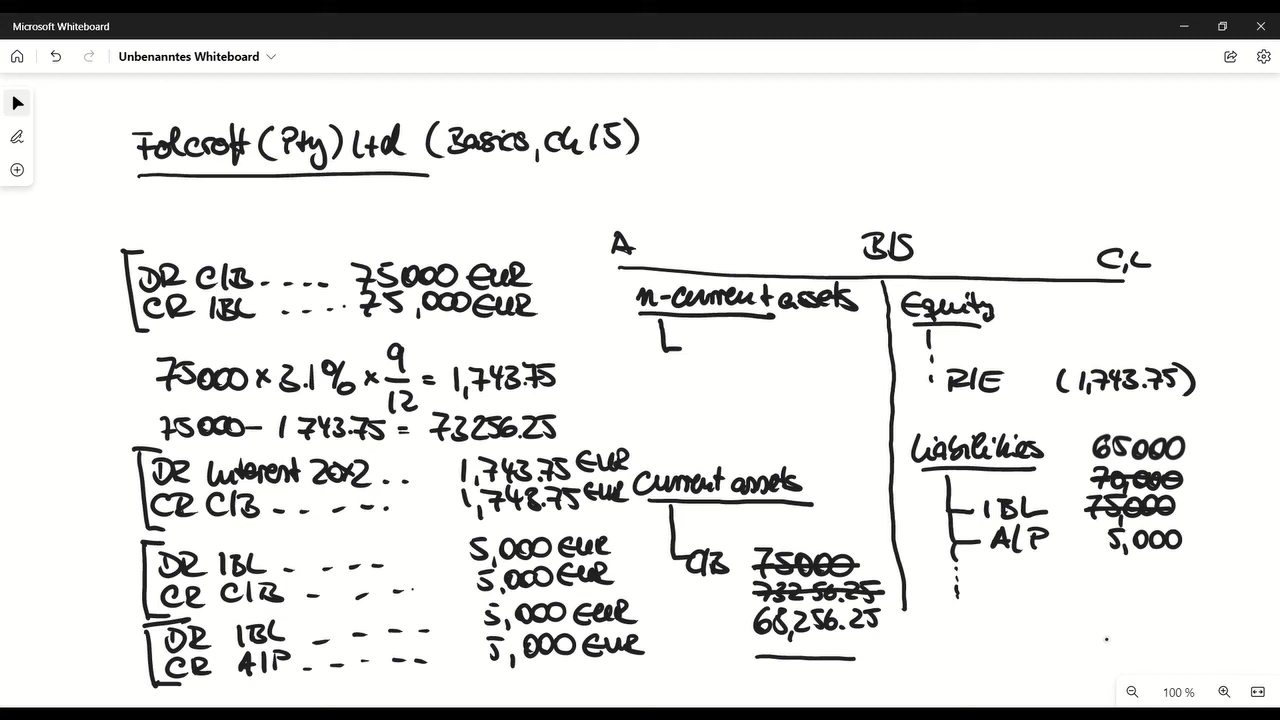 Microsoft Whiteboard
Unbenanntes Whiteboard
Folcroft (Pty) Ltd (Basics, Ch 15)
DR C/B .... 75000 EUR
CR IBL .... 75,000 EUR
75000 × 3.1% × 9/12 = 1,743.75
75000 - 1743.75 = 73256.25
DR Interest 20x2 .. 1,743.75 EUR
CR C/B - - - - . 1,743.75 EUR
DR IBL - - - - 5,000 EUR
CR C/B - - - . 5,000 EUR
DR IBL - - - - 5,000 EUR
CR A/P - - - - 5,000 EUR
A B/S C, L
n-current assets
Current assets
C/B 75000
73256.25
68,256.25
Equity
R/E (1,743.75)
Liabilities 65000
70,000
IBL 75,000
A/P 5,000
100 %